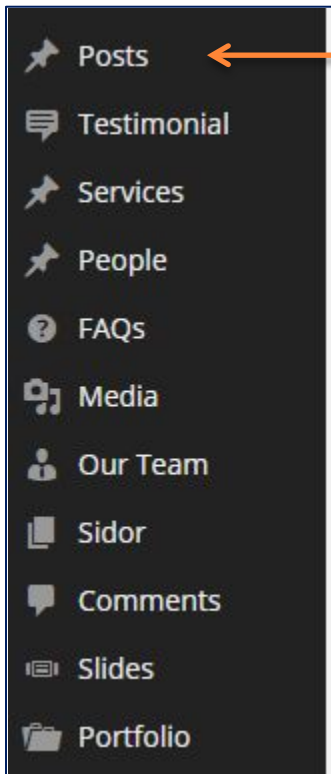 Posts
Testimonial
Services
People
FAQs
Media
Our Team
Sidor
Comments
Slides
Portfolio